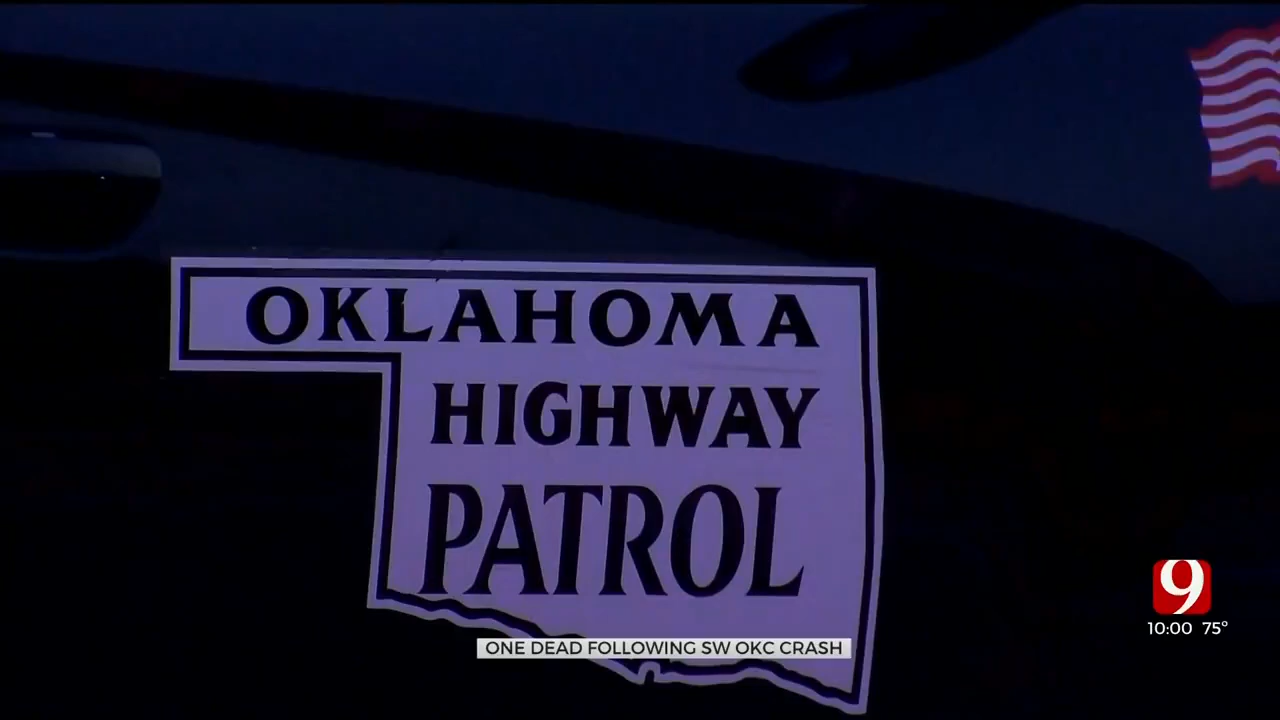 OKLAHOMA
HIGHWAY
PATROL
ONE DEAD FOLLOWING SW OKC CRASH
9
10:00 75°